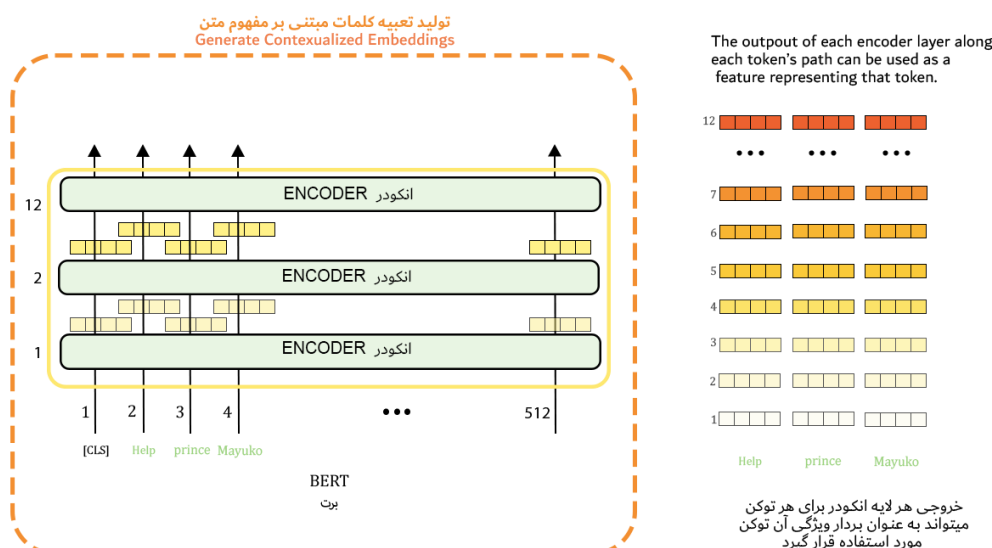 تولید تعبیه کلمات مبتنی بر مفهوم متن
Generate Contexualized Embeddings
12
ENCODER انکودر
2
ENCODER انکودر
1
ENCODER انکودر
1 2 3 4 ••• 512
[CLS] Help prince Mayuko
BERT
برت
The outpout of each encoder layer along
each token's path can be used as a
feature representing that token.
12
•••  •••  •••
7
6
5
4
3
2
1
Help prince Mayuko
خروجی هر لایه انکودر برای هر توکن
میتواند به عنوان بردار ویژگی آن توکن
مورد استفاده قرار گیرد